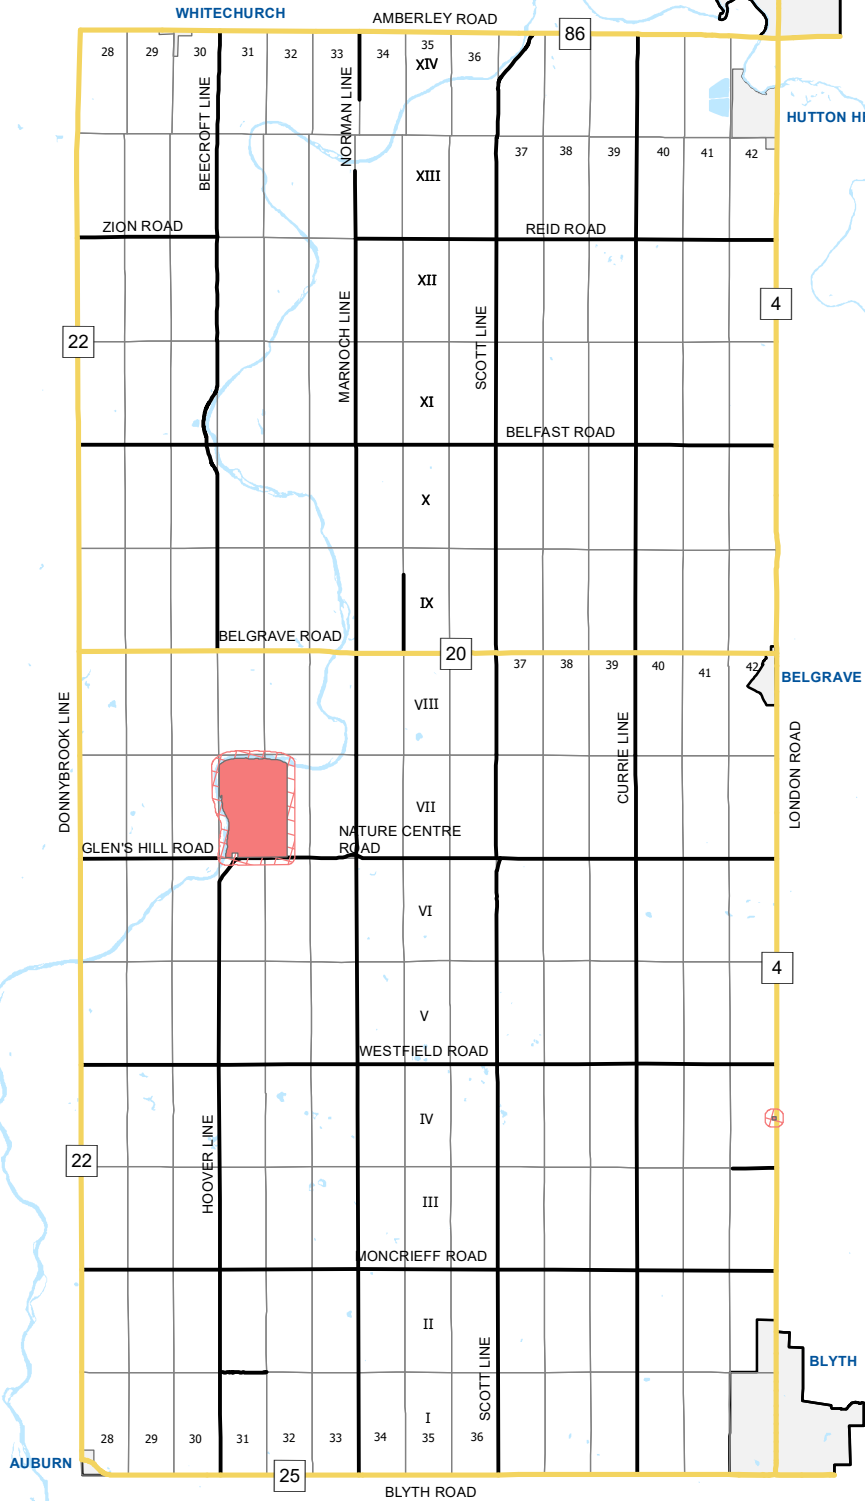 WHITECHURCH
AMBERLEY ROAD
86
28 29 30 31 32 33 34 35 36
XIV
BEECROFT LINE
NORMAN LINE
HUTTON HI
37 38 39 40 41 42
XIII
ZION ROAD
REID ROAD
XII
4
22
MARNOCH LINE
SCOTT LINE
XI
BELFAST ROAD
X
IX
BELGRAVE ROAD
20
37 38 39 40 41 42
BELGRAVE
VIII
DONNYBROOK LINE
CURRIE LINE
LONDON ROAD
VII
NATURE CENTRE
ROAD
GLEN'S HILL ROAD
VI
4
V
WESTFIELD ROAD
IV
22
HOOVER LINE
III
MONCRIEFF ROAD
II
SCOTT LINE
BLYTH
I
28 29 30 31 32 33 34 35 36
AUBURN
25
BLYTH ROAD